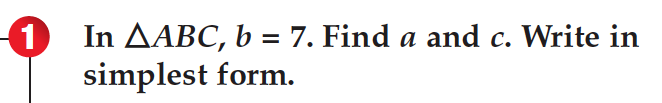 1 In △ABC, b = 7. Find a and c. Write in
simplest form.